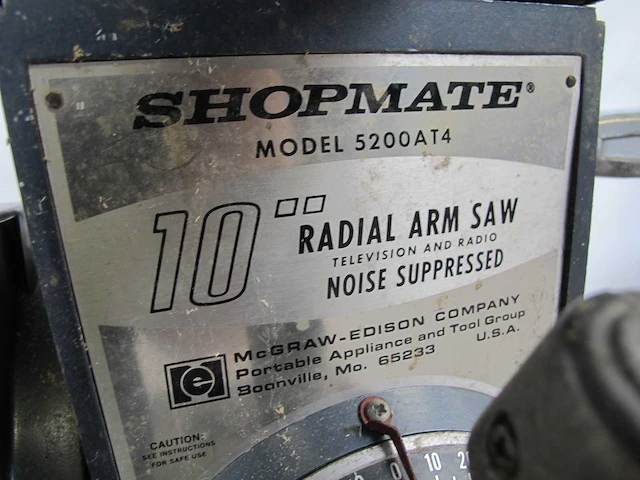 SHOPMATE®
MODEL 5200AT4
10"
RADIAL ARM SAW
TELEVISION AND RADIO
NOISE SUPPRESSED
McGRAW-EDISON COMPANY
Portable Appliance and Tool Group
Boonville, Mo. 65233 U.S.A.
e
CAUTION:
SEE INSTRUCTIONS
FOR SAFE USE
0 10